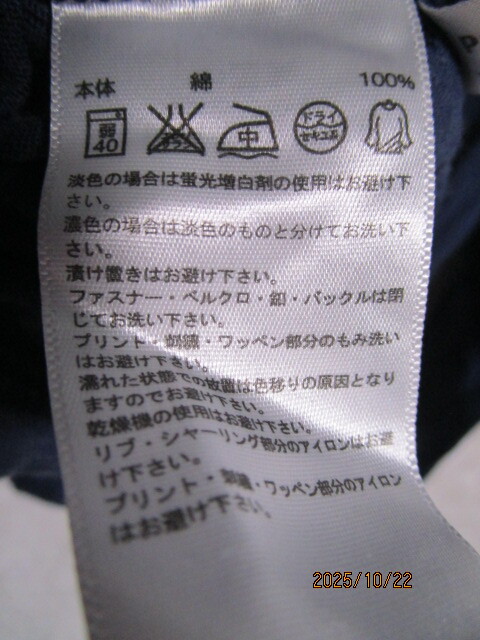 本体 綿 100%
弱 40 エンソサラシ 中 ドライ セキユ系
淡色の場合は蛍光増白剤の使用はお避け下
さい。
濃色の場合は淡色のものと分けてお洗い下
さい。
漬け置きはお避け下さい。
ファスナー・ベルクロ・釦・バックルは閉
じてお洗い下さい。
プリント・刺繍・ワッペン部分のもみ洗い
はお避け下さい。
濡れた状態での放置は色移りの原因となり
ますのでお避け下さい。
乾燥機の使用はお避け下さい。
リブ・シャーリング部分のアイロンはお避
け下さい。
プリント・刺繍・ワッペン部分のアイロン
はお避け下さい。
2025/10/22